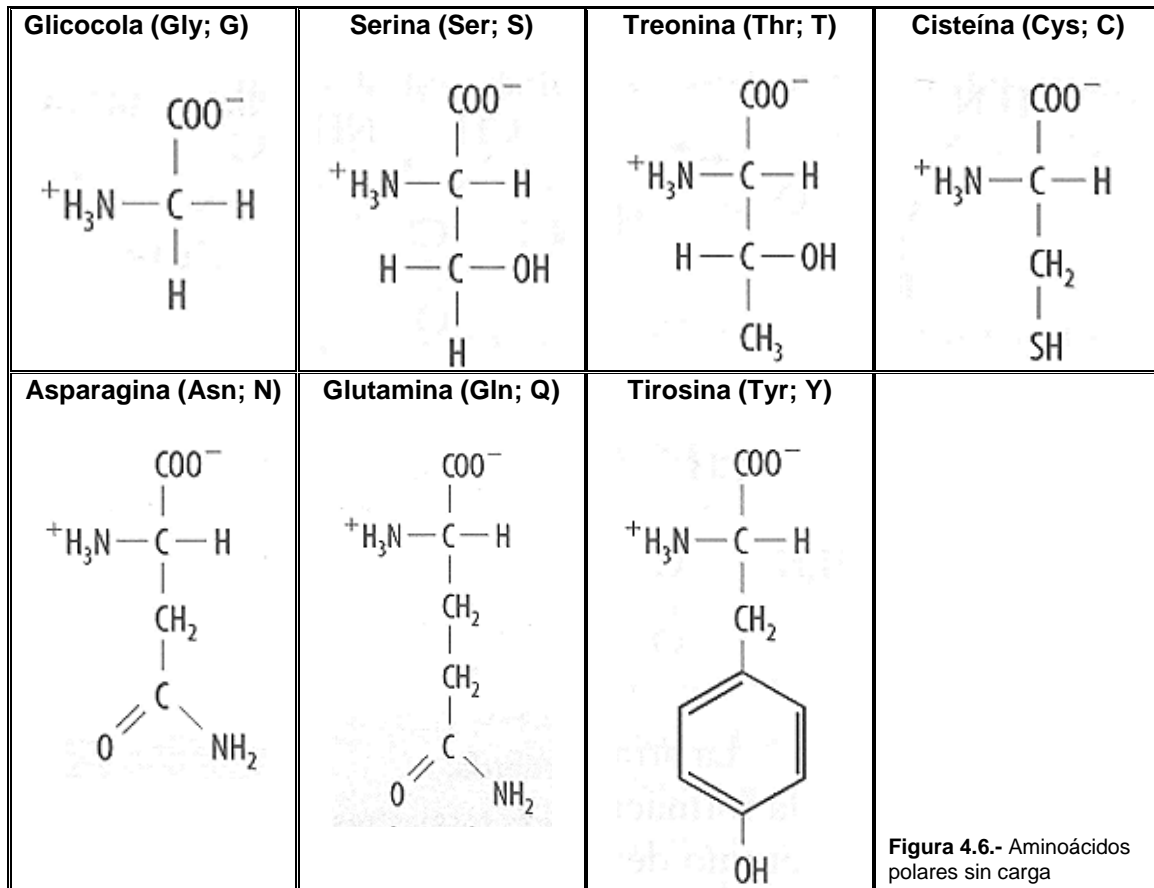 Glicocola (Gly; G)
COO⁻
⁺H₃N—C—H
H
Serina (Ser; S)
COO⁻
⁺H₃N—C—H
H—C—OH
H
Treonina (Thr; T)
COO⁻
⁺H₃N—C—H
H—C—OH
CH₃
Cisteína (Cys; C)
COO⁻
⁺H₃N—C—H
CH₂
SH
Asparagina (Asn; N)
COO⁻
⁺H₃N—C—H
CH₂
C
O NH₂
Glutamina (Gln; Q)
COO⁻
⁺H₃N—C—H
CH₂
CH₂
C
O NH₂
Tirosina (Tyr; Y)
COO⁻
⁺H₃N—C—H
CH₂
OH
Figura 4.6.- Aminoácidos
polares sin carga